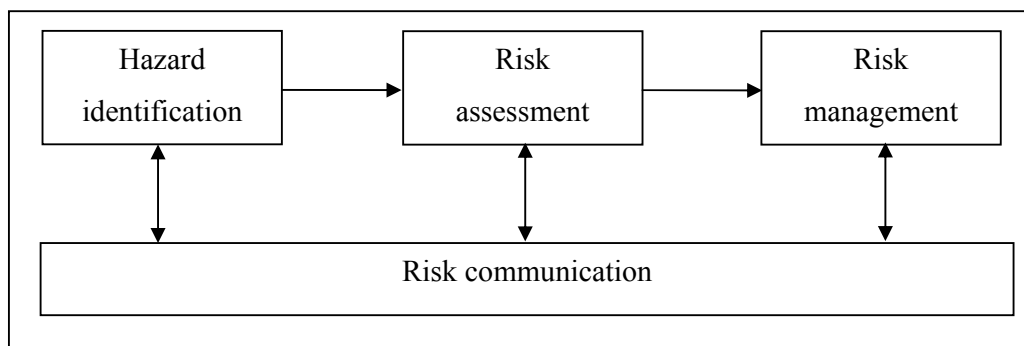 Hazard
identification
Risk
assessment
Risk
management
Risk communication